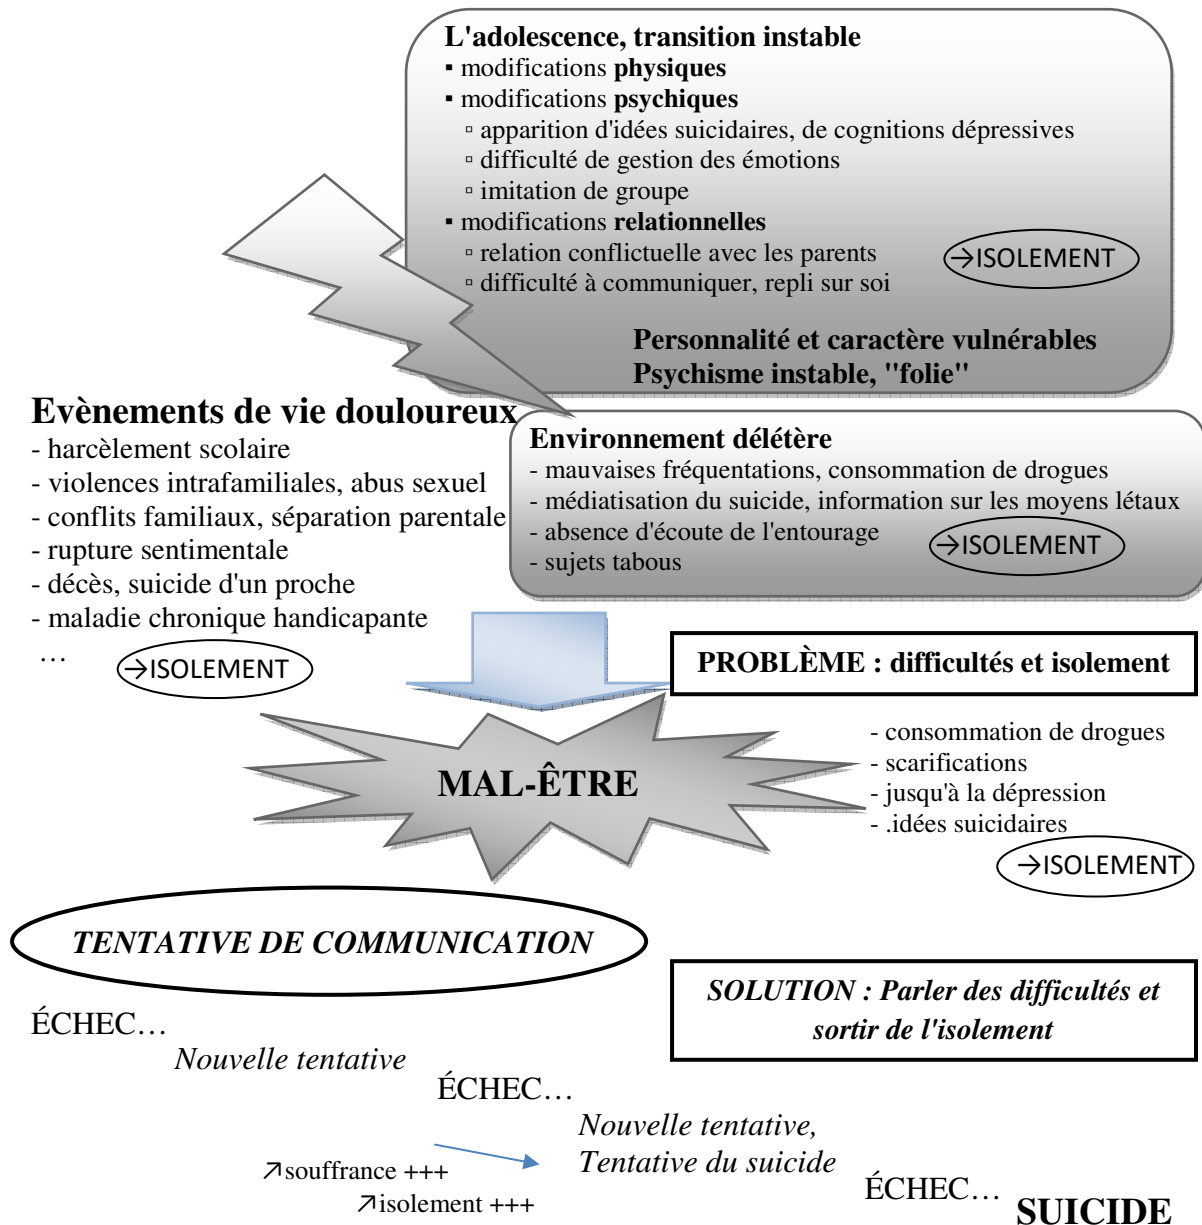 L'adolescence, transition instable
▪ modifications physiques
▪ modifications psychiques
▫ apparition d'idées suicidaires, de cognitions dépressives
▫ difficulté de gestion des émotions
▫ imitation de groupe
▪ modifications relationnelles
▫ relation conflictuelle avec les parents
▫ difficulté à communiquer, repli sur soi
→ISOLEMENT
Personnalité et caractère vulnérables
Psychisme instable, "folie"
Evènements de vie douloureux
- harcèlement scolaire
- violences intrafamiliales, abus sexuel
- conflits familiaux, séparation parentale
- rupture sentimentale
- décès, suicide d'un proche
- maladie chronique handicapante
…
→ISOLEMENT
Environnement délétère
- mauvaises fréquentations, consommation de drogues
- médiatisation du suicide, information sur les moyens létaux
- absence d'écoute de l'entourage
- sujets tabous
→ISOLEMENT
PROBLÈME : difficultés et isolement
MAL-ÊTRE
- consommation de drogues
- scarifications
- jusqu'à la dépression
- .idées suicidaires
→ISOLEMENT
TENTATIVE DE COMMUNICATION
SOLUTION : Parler des difficultés et
sortir de l'isolement
ÉCHEC…
Nouvelle tentative
ÉCHEC…
Nouvelle tentative,
Tentative du suicide
↗souffrance +++
↗isolement +++
ÉCHEC…
SUICIDE